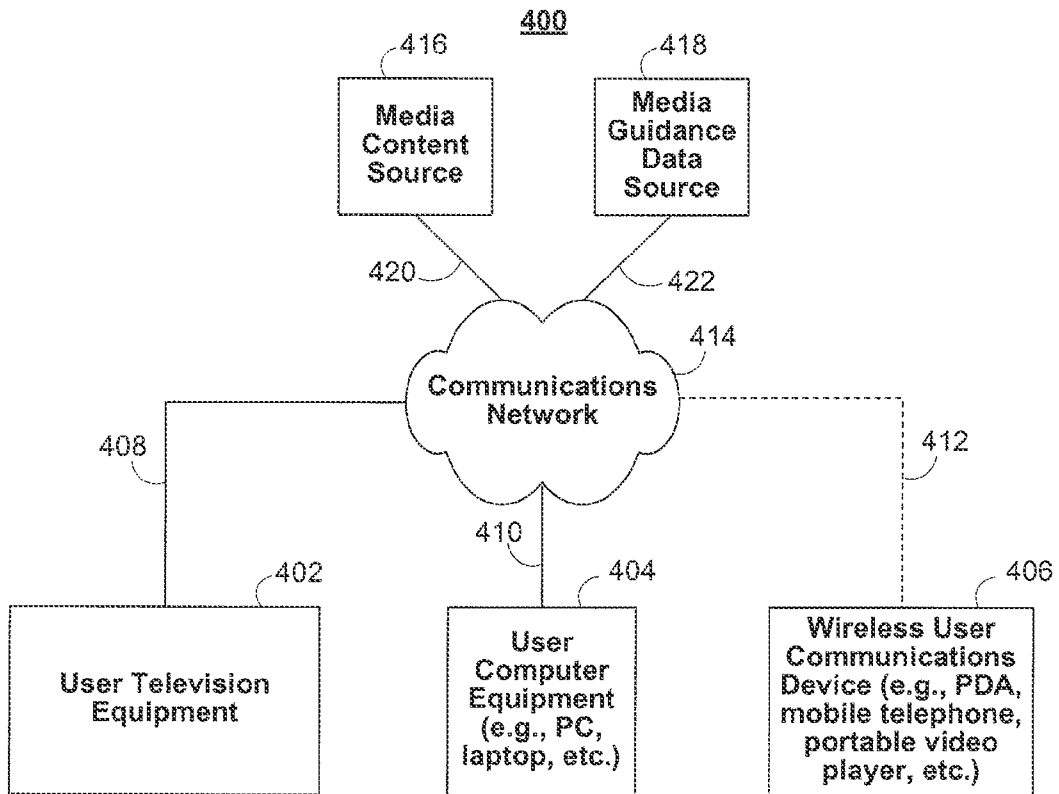 400
416
418
Media
Content
Source
Media
Guidance
Data
Source
420
422
414
Communications
Network
408
412
410
402
404
406
User Television
Equipment
User
Computer
Equipment
(e.g., PC,
laptop, etc.)
Wireless User
Communications
Device (e.g., PDA,
mobile telephone,
portable video
player, etc.)